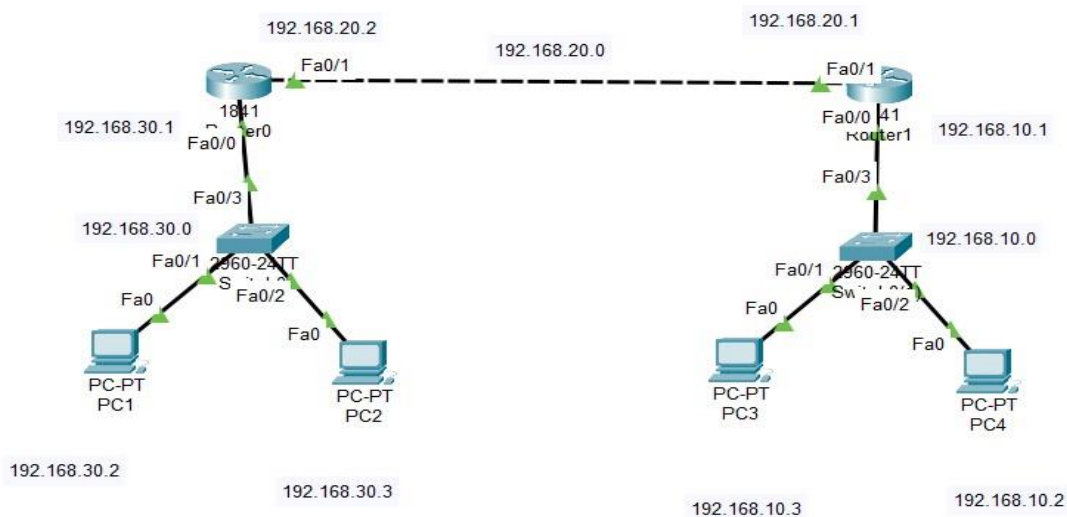 192.168.20.2
192.168.20.1
192.168.20.0
Fa0/1
Fa0/1
1841
192.168.30.1
Fa0/0
Fa0/0
41
Router1
192.168.10.1
Fa0/3
Fa0/3
192.168.30.0
192.168.10.0
Fa0/1
2960-24TT
Fa0/2
Fa0/1
2960-24TT
Fa0/2
Fa0
Fa0
Fa0
Fa0
PC-PT
PC1
PC-PT
PC2
PC-PT
PC3
PC-PT
PC4
192.168.30.2
192.168.30.3
192.168.10.3
192.168.10.2